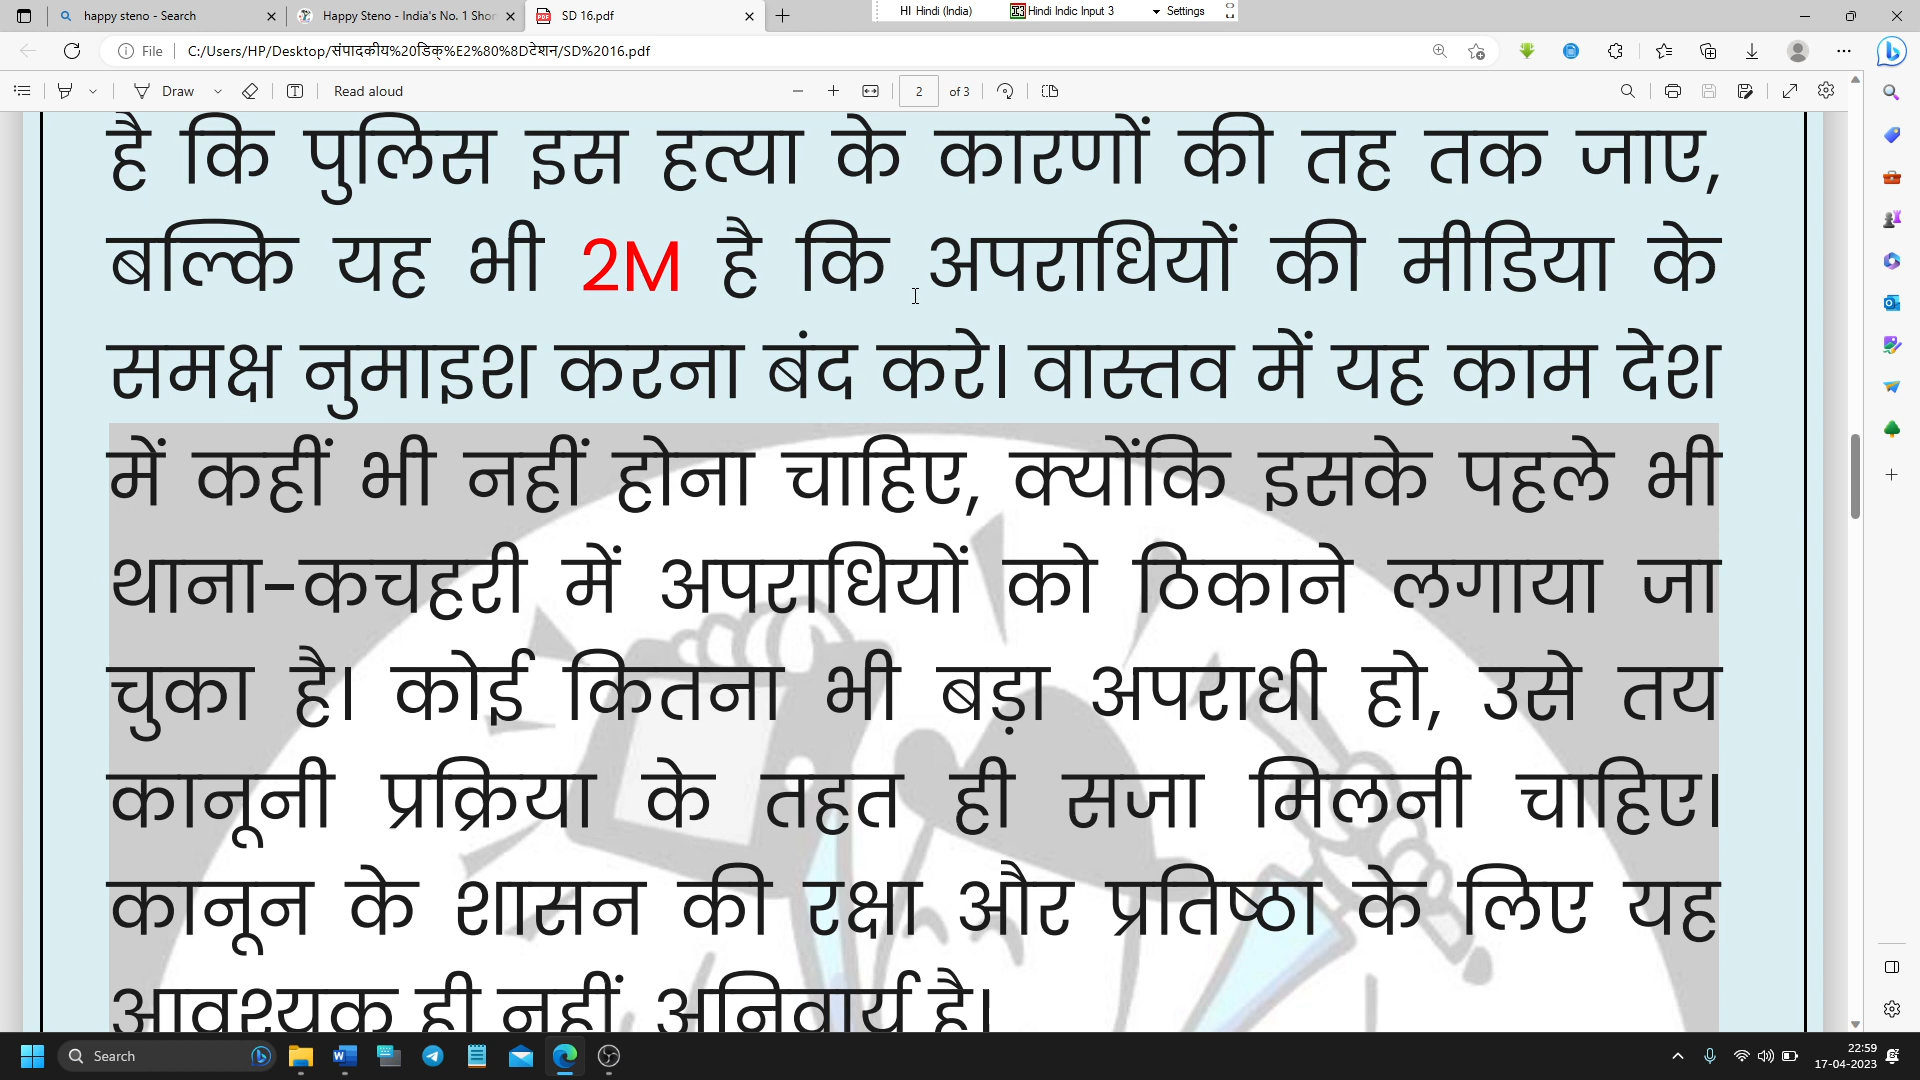 happy steno - Search
Happy Steno - India's No. 1 Shor
SD 16.pdf
HI Hindi (India)
Hindi Indic Input 3
Settings
File
C:/Users/HP/Desktop/संपादकीय%20डिक्%E2%80%8Dटेशन/SD%2016.pdf
Draw
Read aloud
2
of 3
है कि पुलिस इस हत्या के कारणों की तह तक जाए,
बल्कि यह भी 2M है कि अपराधियों की मीडिया के
समक्ष नुमाइश करना बंद करे। वास्तव में यह काम देश
में कहीं भी नहीं होना चाहिए, क्योंकि इसके पहले भी
थाना-कचहरी में अपराधियों को ठिकाने लगाया जा
चुका है। कोई कितना भी बड़ा अपराधी हो, उसे तय
कानूनी प्रक्रिया के तहत ही सजा मिलनी चाहिए।
कानून के शासन की रक्षा और प्रतिष्ठा के लिए यह
आवश्यक ही नहीं अनिवार्य है।
Search
22:59
17-04-2023